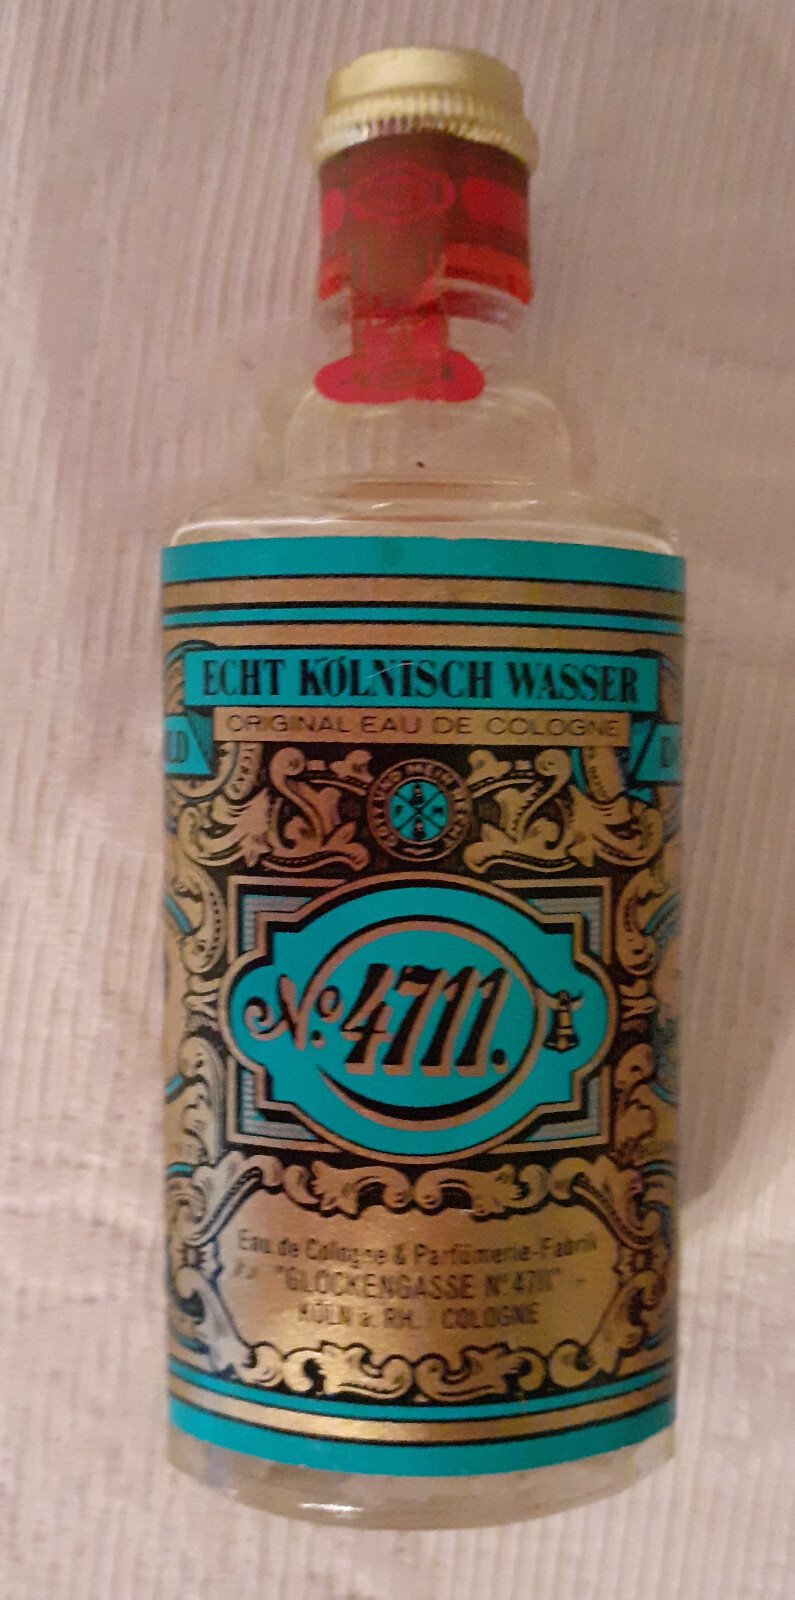 ECHT KÖLNISCH WASSER
ORIGINAL EAU DE COLOGNE
No. 4711.
Eau de Cologne & Parfümerie-Fabrik
"GLOCKENGASSE No 4711"
KÖLN a. RH. / COLOGNE